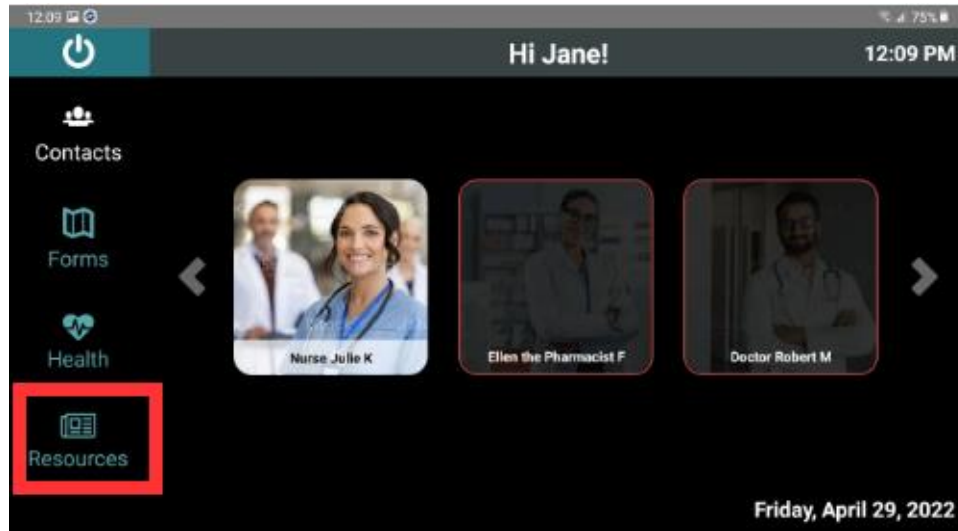 12:09
75%
Hi Jane!
12:09 PM
Contacts
Forms
Health
Resources
Nurse Julie K
Ellen the Pharmacist F
Doctor Robert M
Friday, April 29, 2022